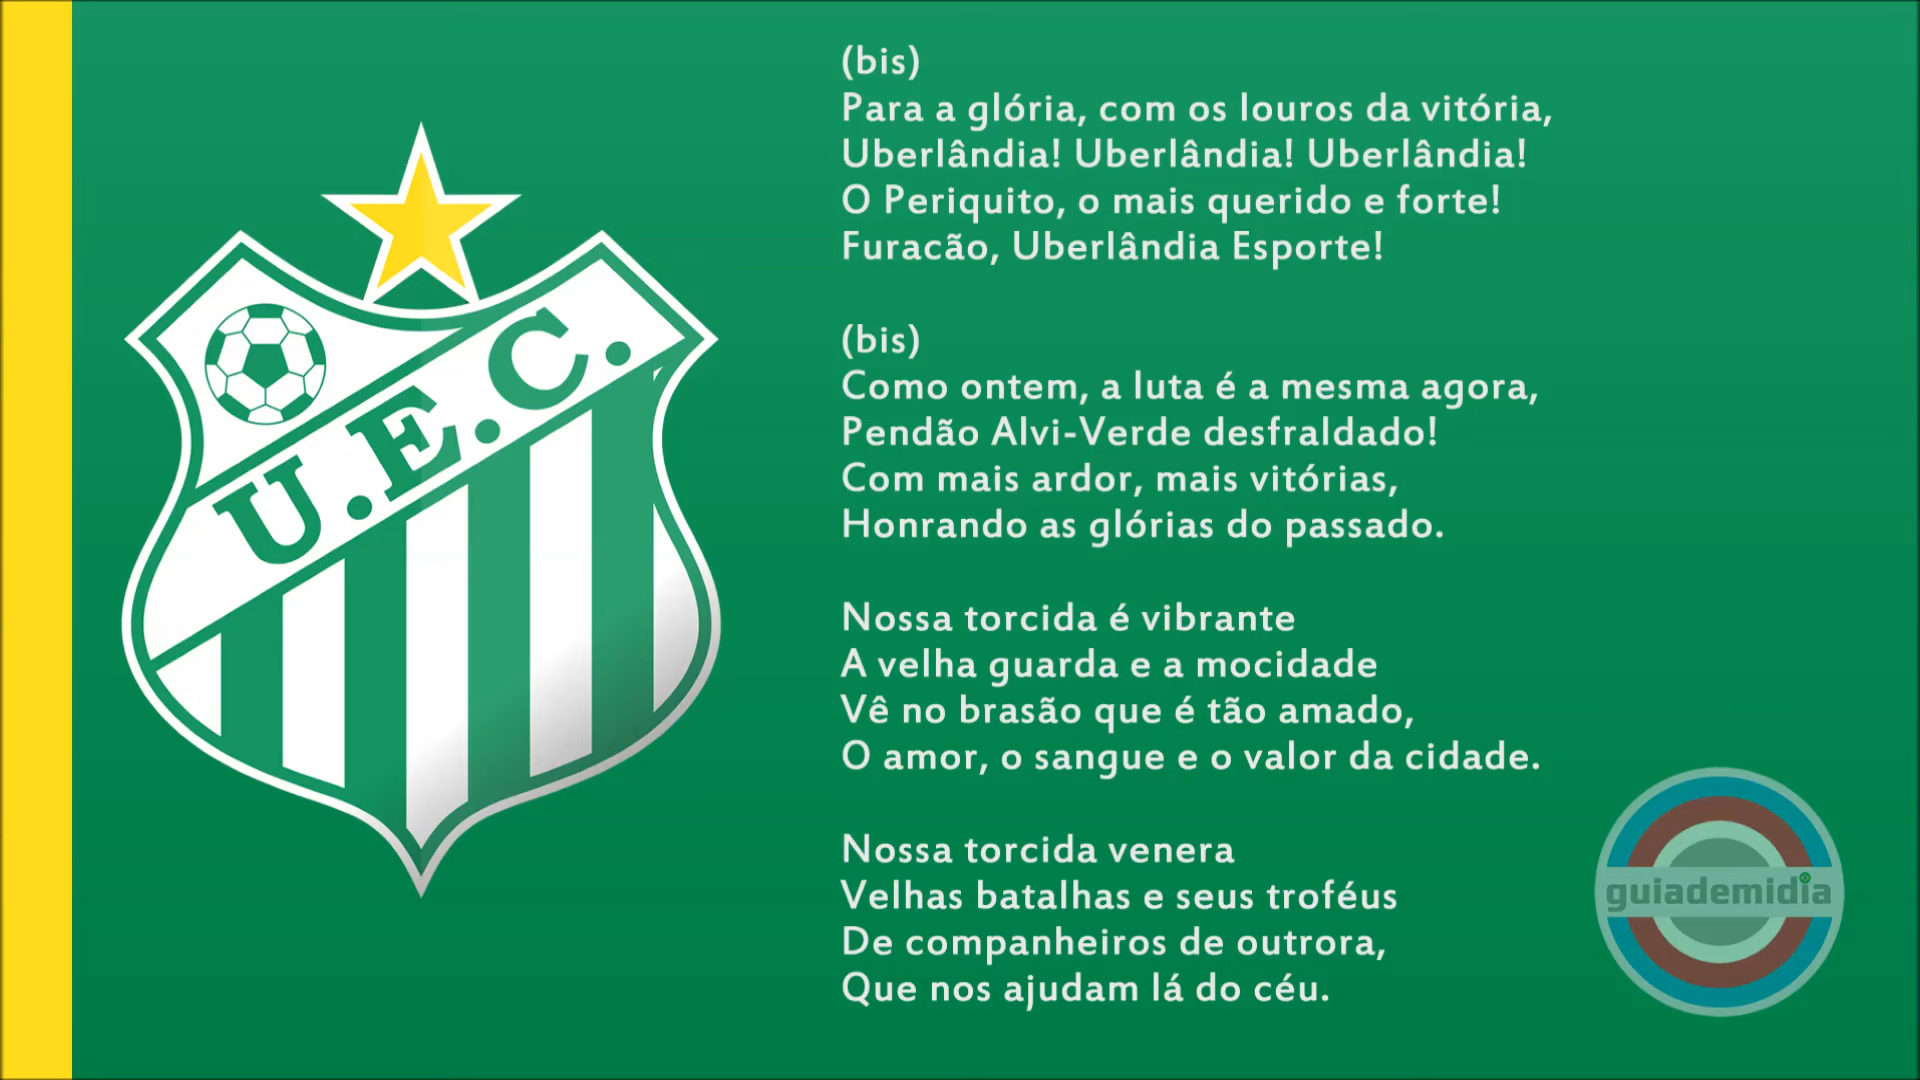 U.E.C.
(bis)
Para a glória, com os louros da vitória,
Uberlândia! Uberlândia! Uberlândia!
O Periquito, o mais querido e forte!
Furacão, Uberlândia Esporte!
(bis)
Como ontem, a luta é a mesma agora,
Pendão Alvi-Verde desfraldado!
Com mais ardor, mais vitórias,
Honrando as glórias do passado.
Nossa torcida é vibrante
A velha guarda e a mocidade
Vê no brasão que é tão amado,
O amor, o sangue e o valor da cidade.
Nossa torcida venera
Velhas batalhas e seus troféus
De companheiros de outrora,
Que nos ajudam lá do céu.
guiademidia